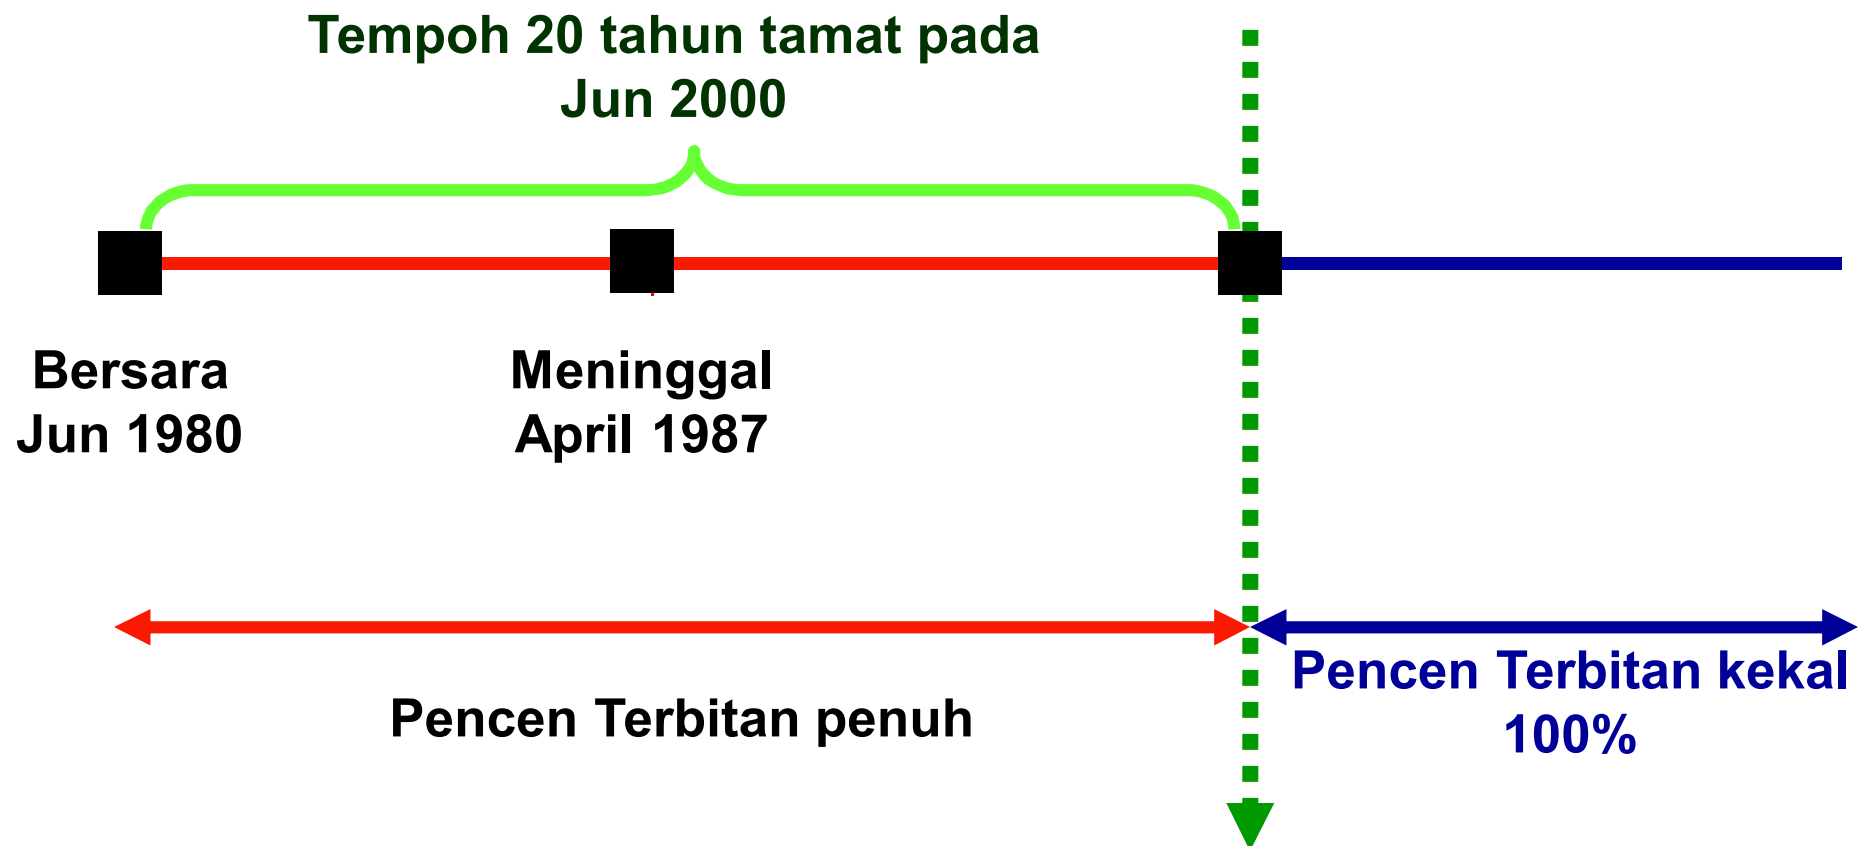 Tempoh 20 tahun tamat pada
Jun 2000
Bersara
Jun 1980
Meninggal
April 1987
Pencen Terbitan penuh
Pencen Terbitan kekal
100%